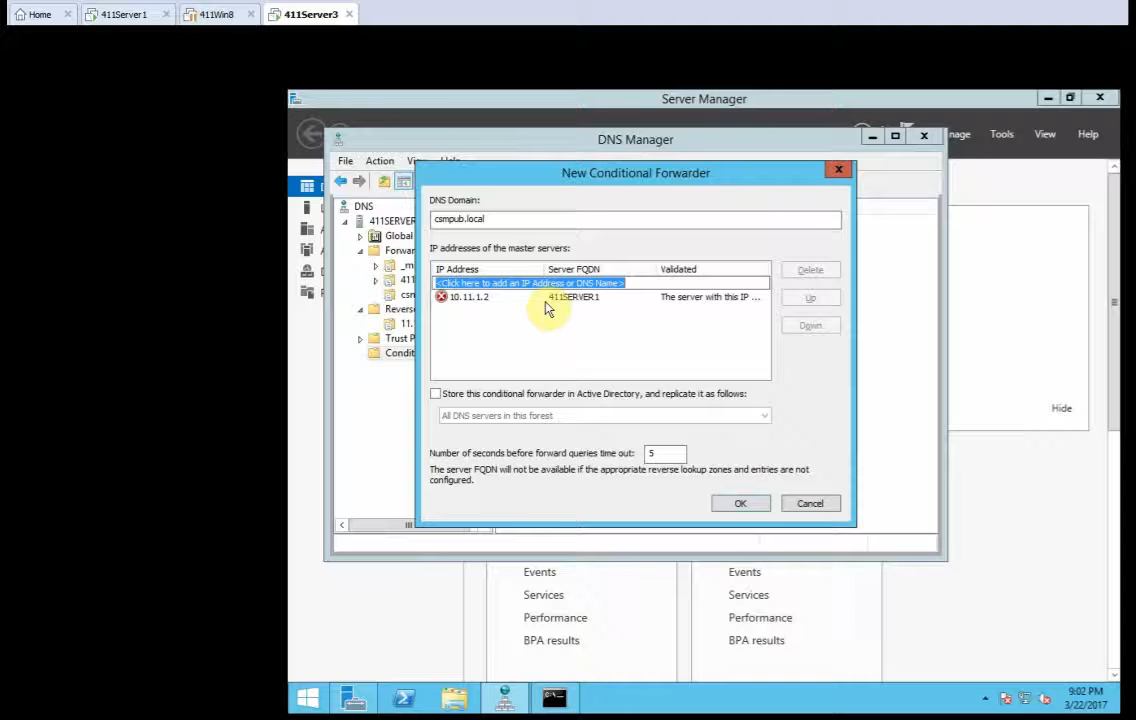 Home 411Server1 411Win8 411Server3
Server Manager
Tools View Help
DNS Manager
File Action
New Conditional Forwarder
DNS Domain:
DNS
csmpub.local
411SERVER
Global
IP addresses of the master servers:
Forwar
IP Address Server FQDN Validated
Delete
_m
<Click here to add an IP Address or DNS Name>
411
10.11.1.2 411SERVER1 The server with this IP ...
Up
csn
Revers
11.
Down
Trust P
Condit
Store this conditional forwarder in Active Directory, and replicate it as follows:
Hide
All DNS servers in this forest
Number of seconds before forward queries time out: 5
The server FQDN will not be available if the appropriate reverse lookup zones and entries are not
configured.
OK Cancel
Events Events
Services Services
Performance Performance
BPA results BPA results
9:02 PM
3/22/2017